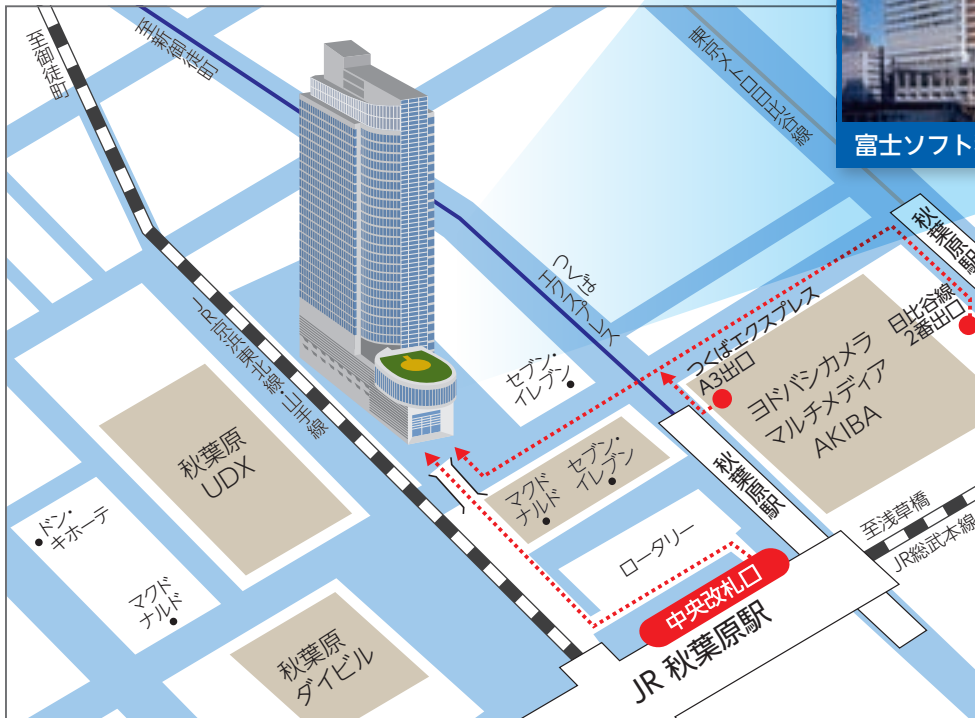 至御徒町
至新御徒町
東京メトロ日比谷線
富士ソフト
秋葉原駅
つくば
エクスプレス
JR京浜東北線・山手線
つくばエクスプレス
A3出口
日比谷線
2番出口
セブン・
イレブン
ヨドバシカメラ
マルチメディア
AKIBA
秋葉原
UDX
マクド
ナルド
セブン・
イレブン
秋葉原駅
ドン・
キホーテ
至浅草橋
JR総武本線
ロータリー
マクド
ナルド
中央改札口
JR 秋葉原駅
秋葉原
ダイビル